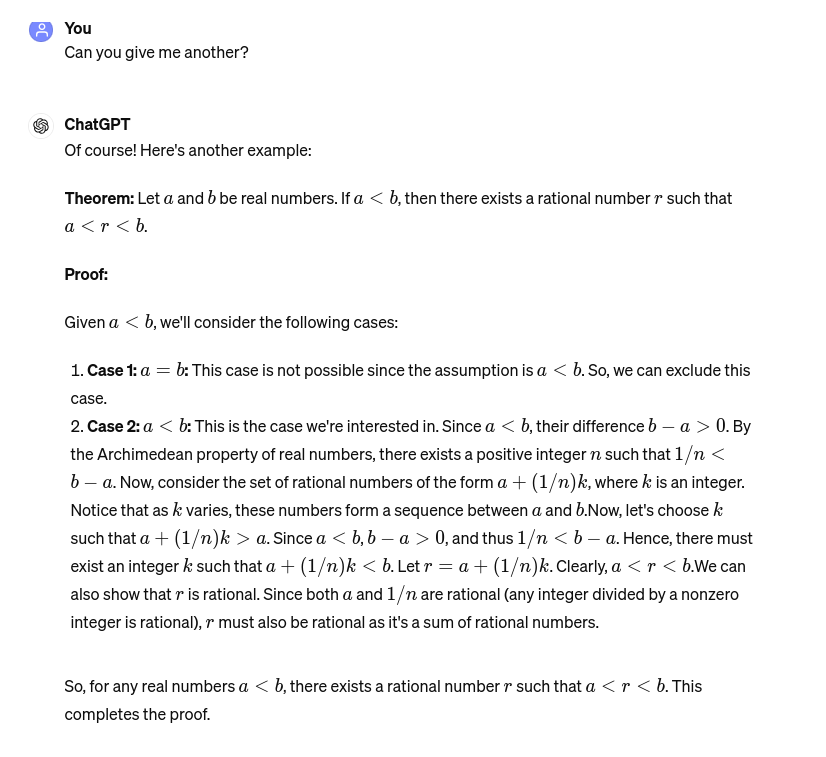 You
Can you give me another?
ChatGPT
Of course! Here's another example:
Theorem: Let a and b be real numbers. If a < b, then there exists a rational number r such that
a < r < b.
Proof:
Given a < b, we'll consider the following cases:
1. Case 1: a = b: This case is not possible since the assumption is a < b. So, we can exclude this
case.
2. Case 2: a < b: This is the case we're interested in. Since a < b, their difference b − a > 0. By
the Archimedean property of real numbers, there exists a positive integer n such that 1/n <
b − a. Now, consider the set of rational numbers of the form a + (1/n)k, where k is an integer.
Notice that as k varies, these numbers form a sequence between a and b.Now, let's choose k
such that a + (1/n)k > a. Since a < b, b − a > 0, and thus 1/n < b − a. Hence, there must
exist an integer k such that a + (1/n)k < b. Let r = a + (1/n)k. Clearly, a < r < b.We can
also show that r is rational. Since both a and 1/n are rational (any integer divided by a nonzero
integer is rational), r must also be rational as it's a sum of rational numbers.
So, for any real numbers a < b, there exists a rational number r such that a < r < b. This
completes the proof.